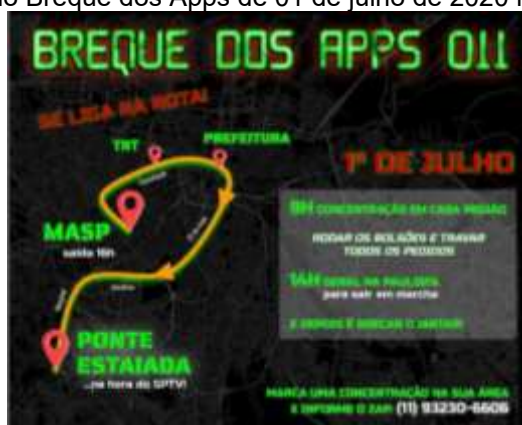 o Breque dos Apps de 01 de julho de 2020
BREQUE DOS APPS 011
SE LIGA NA ROTA!
TRT
PREFEITURA
1º DE JULHO
MASP
saída 16h
9H CONCENTRAÇÃO EM CADA REGIÃO
RODAR OS BOLSÕES E TRAVAR
TODOS OS PEDIDOS
14H GERAL NA PAULISTA
para sair em marcha
E DEPOIS É BRECAR O JANTAR!
PONTE
ESTAIADA
...na hora do SPTV!
MARCA UMA CONCENTRAÇÃO NA SUA ÁREA
E INFORME O ZAP: (11) 93230-6606